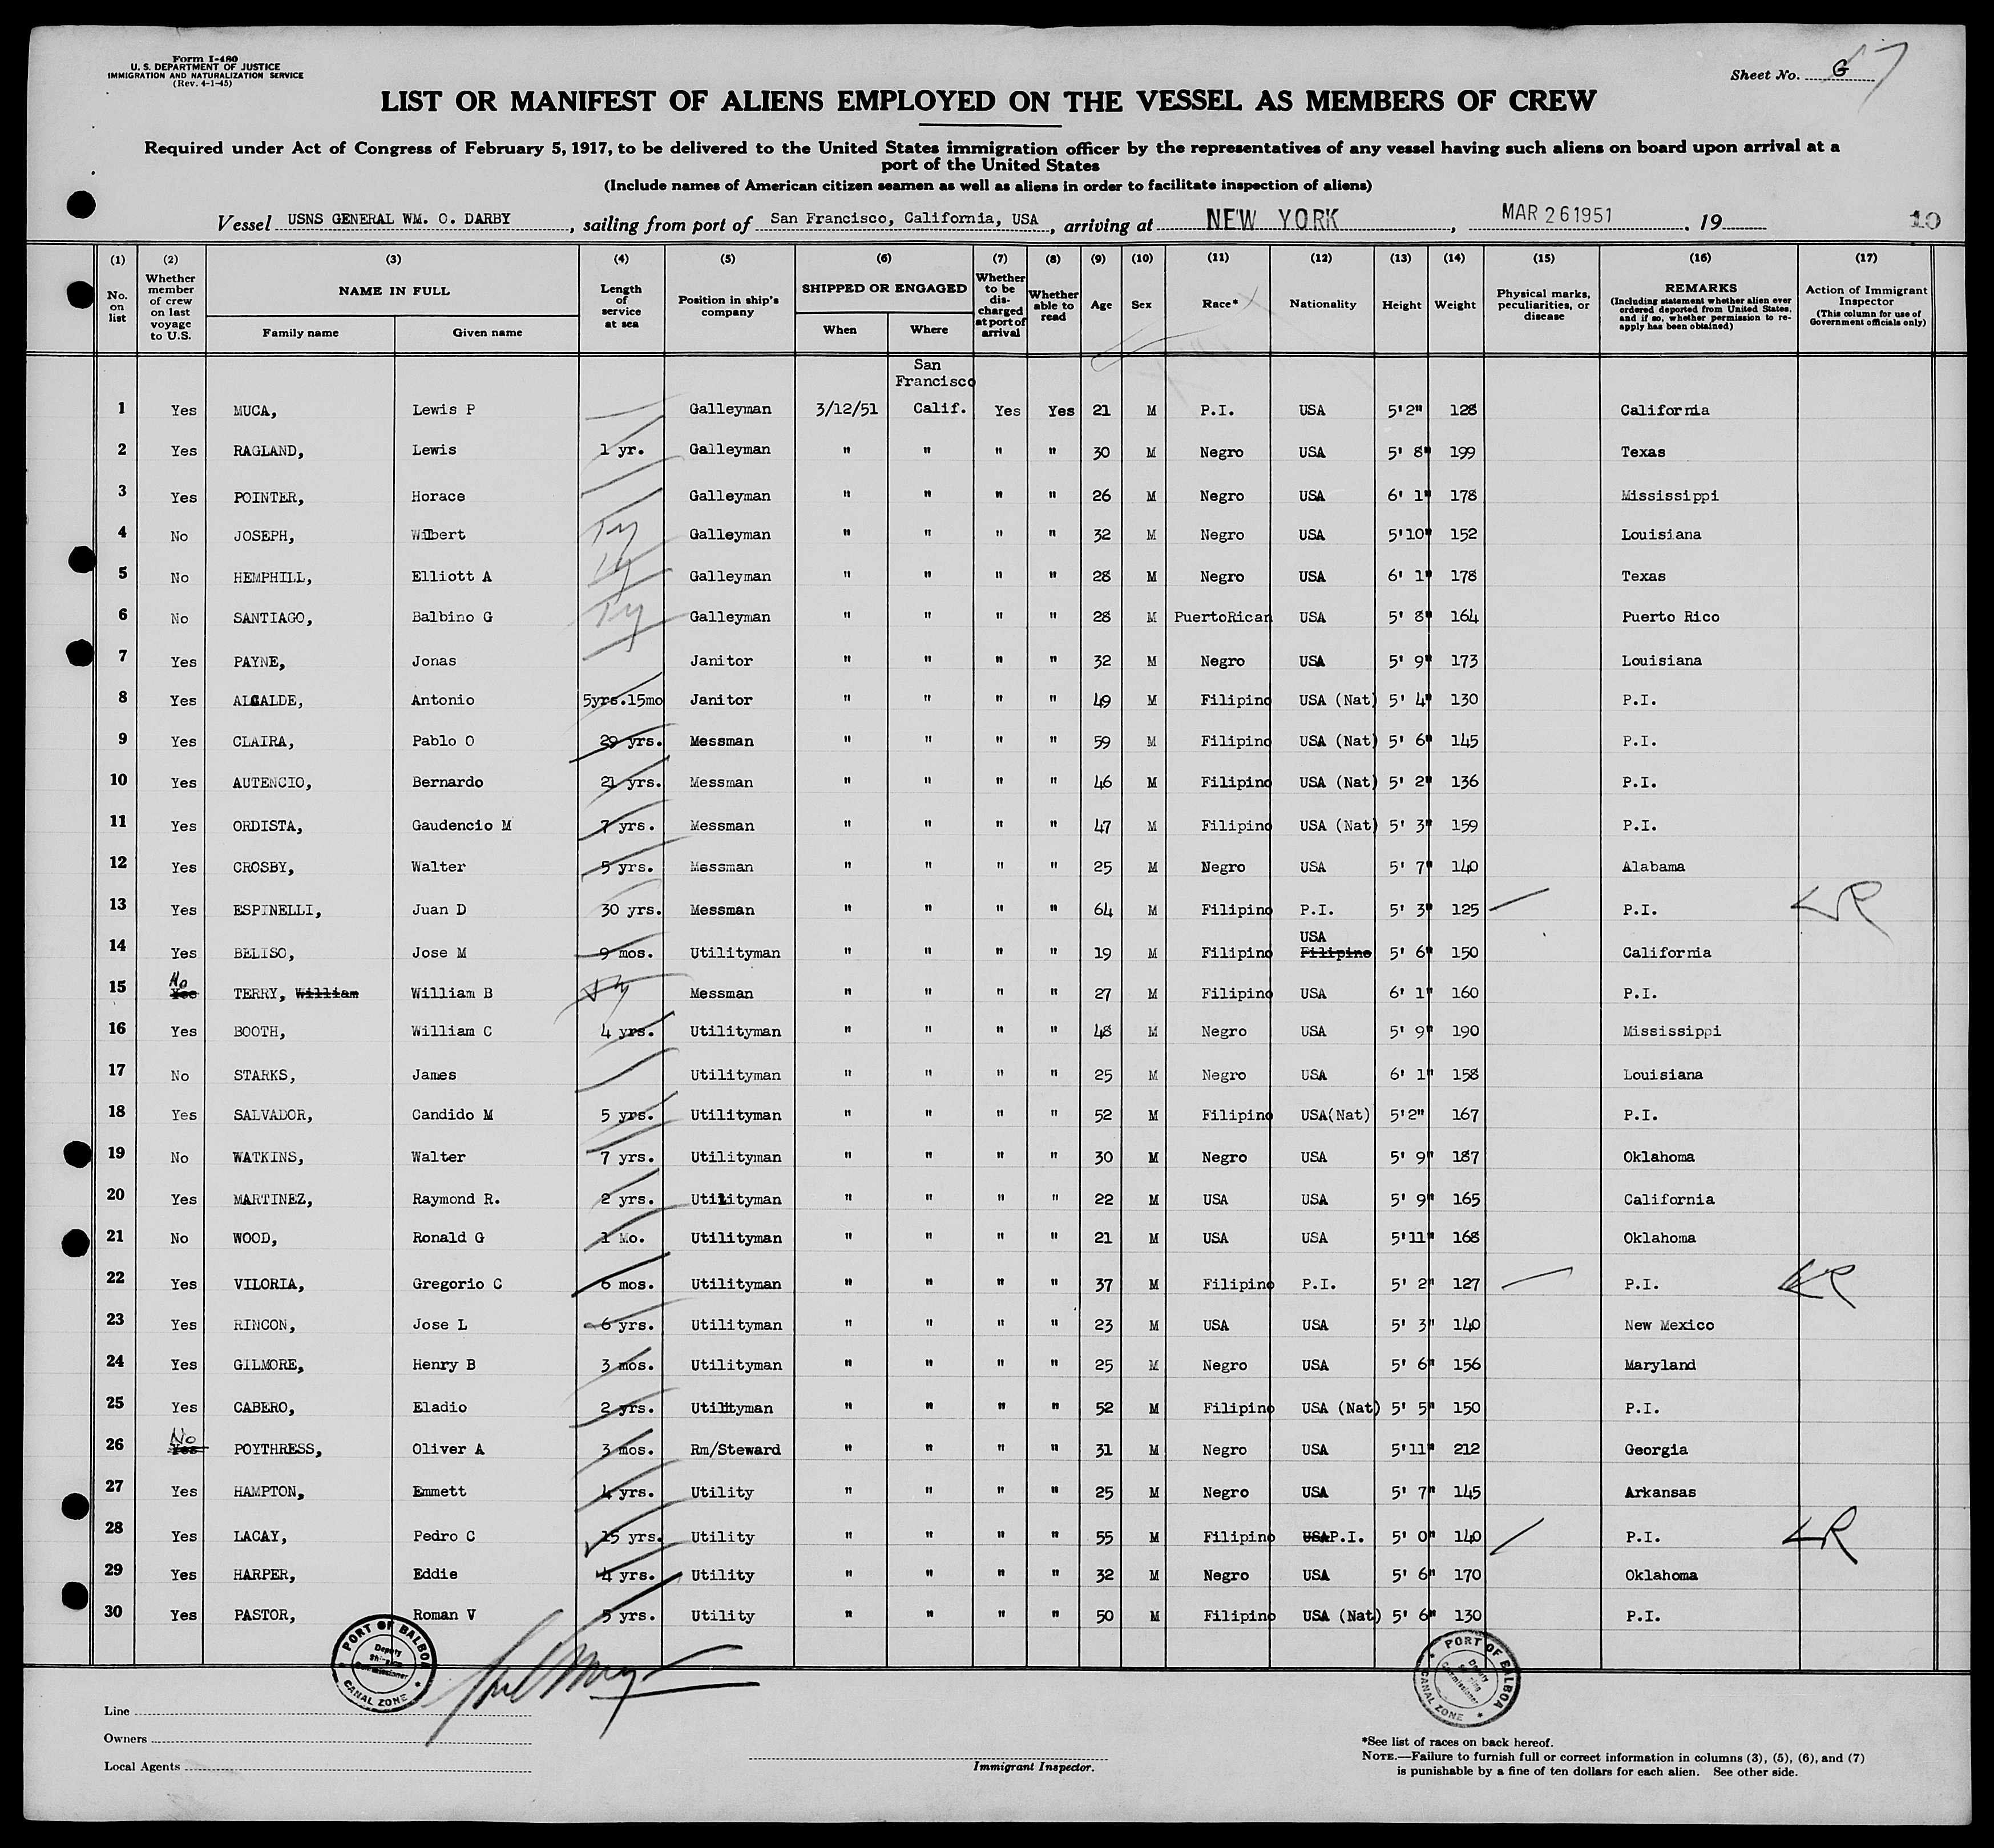 Form I-480
U. S. DEPARTMENT OF JUSTICE
IMMIGRATION AND NATURALIZATION SERVICE
(Rev. 4-1-45)
Sheet No. G 7
LIST OR MANIFEST OF ALIENS EMPLOYED ON THE VESSEL AS MEMBERS OF CREW
Required under Act of Congress of February 5, 1917, to be delivered to the United States immigration officer by the representatives of any vessel having such aliens on board upon arrival at a
port of the United States
(Include names of American citizen seamen as well as aliens in order to facilitate inspection of aliens)
Vessel USNS GENERAL WM. O. DARBY, sailing from port of San Francisco, California, USA, arriving at NEW YORK, MAR 26 1951. 19 10
(1) (2) (3) (4) (5) (6) (7) (8) (9) (10) (11) (12) (13) (14) (15) (16) (17)
No. on list
Whether member of crew on last voyage to U.S.
NAME IN FULL
Family name Given name
Length of service at sea
Position in ship's company
SHIPPED OR ENGAGED
When Where
Whether to be discharged at port of arrival
Whether able to read
Age Sex Race* Nationality Height Weight
Physical marks, peculiarities, or disease
REMARKS
(Including statement whether alien ever ordered deported from United States, and if so, whether permission to reapply has been obtained)
Action of Immigrant Inspector
(This column for use of Government officials only)
San
Francisco
1 Yes MUCA, Lewis P Galleyman 3/12/51 Calif. Yes Yes 21 M P.I. USA 5'2" 128 California
2 Yes RAGLAND, Lewis 1 yr. Galleyman " " " " 30 M Negro USA 5' 8" 199 Texas
3 Yes POINTER, Horace Galleyman " " " " 26 M Negro USA 6' 1" 178 Mississippi
4 No JOSEPH, Wilbert Galleyman " " " " 32 M Negro USA 5'10" 152 Louisiana
5 No HEMPHILL, Elliott A Galleyman " " " " 28 M Negro USA 6' 1" 178 Texas
6 No SANTIAGO, Balbino G Galleyman " " " " 28 M PuertoRican USA 5' 8" 164 Puerto Rico
7 Yes PAYNE, Jonas Janitor " " " " 32 M Negro USA 5' 9" 173 Louisiana
8 Yes ALCALDE, Antonio 5yrs.15mo Janitor " " " " 49 M Filipino USA (Nat) 5' 4" 130 P.I.
9 Yes CLAIRA, Pablo O 29 yrs. Messman " " " " 59 M Filipino USA (Nat) 5' 6" 145 P.I.
10 Yes AUTENCIO, Bernardo 21 yrs. Messman " " " " 46 M Filipino USA (Nat) 5' 2" 136 P.I.
11 Yes ORDISTA, Gaudencio M 7 yrs. Messman " " " " 47 M Filipino USA (Nat) 5' 3" 159 P.I.
12 Yes CROSBY, Walter 5 yrs. Messman " " " " 25 M Negro USA 5' 7" 140 Alabama
13 Yes ESPINELLI, Juan D 30 yrs. Messman " " " " 64 M Filipino P.I. 5' 3" 125 P.I. LR
USA
14 Yes BELISO, Jose M 9 mos. Utilityman " " " " 19 M Filipino Filipino 5' 6" 150 California
No
15 Yes TERRY, William William B Messman " " " " 27 M Filipino USA 6' 1" 160 P.I.
16 Yes BOOTH, William C 4 yrs. Utilityman " " " " 48 M Negro USA 5' 9" 190 Mississippi
17 No STARKS, James Utilityman " " " " 25 M Negro USA 6' 1" 158 Louisiana
18 Yes SALVADOR, Candido M 5 yrs. Utilityman " " " " 52 M Filipino USA(Nat) 5'2" 167 P.I.
19 No WATKINS, Walter 7 yrs. Utilityman " " " " 30 M Negro USA 5' 9" 187 Oklahoma
20 Yes MARTINEZ, Raymond R. 2 yrs. Utilityman " " " " 22 M USA USA 5' 9" 165 California
21 No WOOD, Ronald G 1 Mo. Utilityman " " " " 21 M USA USA 5'11" 168 Oklahoma
22 Yes VILORIA, Gregorio C 6 mos. Utilityman " " " " 37 M Filipino P.I. 5' 2" 127 P.I. LR
23 Yes RINCON, Jose L 6 yrs. Utilityman " " " " 23 M USA USA 5' 3" 140 New Mexico
24 Yes GILMORE, Henry B 3 mos. Utilityman " " " " 25 M Negro USA 5' 6" 156 Maryland
25 Yes CABERO, Eladio 2 yrs. Utilityman " " " " 52 M Filipino USA (Nat) 5' 5" 150 P.I.
No
26 Yes POYTHRESS, Oliver A 3 mos. Rm/Steward " " " " 31 M Negro USA 5'11" 212 Georgia
27 Yes HAMPTON, Emmett 4 yrs. Utility " " " " 25 M Negro USA 5' 7" 145 Arkansas
28 Yes LACAY, Pedro C 15 yrs. Utility " " " " 55 M Filipino USA P.I. 5' 0" 140 P.I. LR
29 Yes HARPER, Eddie 4 yrs. Utility " " " " 32 M Negro USA 5' 6" 170 Oklahoma
30 Yes PASTOR, Roman V 5 yrs. Utility " " " " 50 M Filipino USA (Nat) 5' 6" 130 P.I.
PORT OF BALBOA
Deputy
Shipping
Commissioner
CANAL ZONE
PORT OF BALBOA
Deputy
Shipping
Commissioner
CANAL ZONE
Line
Owners
Local Agents
Immigrant Inspector.
*See list of races on back hereof.
NOTE.—Failure to furnish full or correct information in columns (3), (5), (6), and (7)
is punishable by a fine of ten dollars for each alien. See other side.